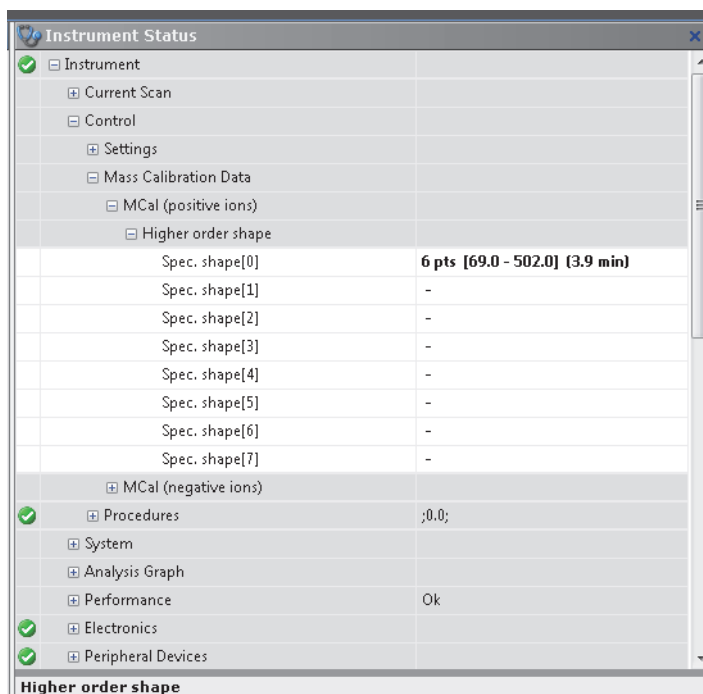 Instrument Status
Instrument
Current Scan
Control
Settings
Mass Calibration Data
MCal (positive ions)
Higher order shape
Spec. shape[0] 6 pts [69.0 - 502.0] (3.9 min)
Spec. shape[1] -
Spec. shape[2] -
Spec. shape[3] -
Spec. shape[4] -
Spec. shape[5] -
Spec. shape[6] -
Spec. shape[7] -
MCal (negative ions)
Procedures ;0.0;
System
Analysis Graph
Performance Ok
Electronics
Peripheral Devices
Higher order shape